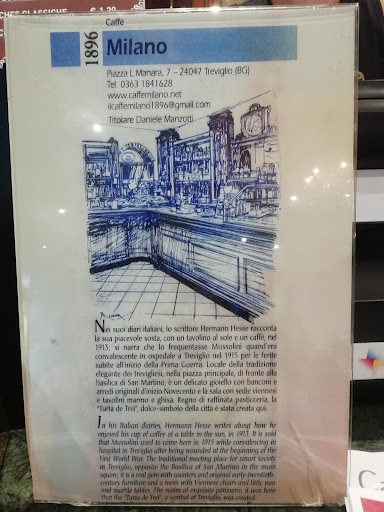 CHES CLASSICHE € 1,30
Caffè
1896
Milano
Piazza L. Manara, 7 – 24047 Treviglio (BG)
Tel. 0363 1841628
www.caffemilano.net
ilcaffemilano1896@gmail.com
Titolare Daniele Manzotti
Nei suoi diari italiani, lo scrittore Hermann Hesse racconta
la sua piacevole sosta, con un tavolino al sole e un caffè, nel
1913; si narra che lo frequentasse Mussolini quand'era
convalescente in ospedale a Treviglio nel 1915 per le ferite
subite all'inizio della Prima Guerra. Locale della tradizione
elegante dei trevigliesi, nella piazza principale, di fronte alla
basilica di San Martino, è un delicato gioiello con banconi e
arredi originali d'inizio Novecento e la sala con sedie viennesi
e tavolini marmo e ghisa. Regno di raffinata pasticceria, la
"Turta de Treì", dolce-simbolo della città è stata creata qui.
In his Italian diaries, Hermann Hesse writes about how he
enjoyed his cup of coffee at a table in the sun, in 1913. It is said
that Mussolini used to come here in 1915 while convalescing in
hospital in Treviglio after being wounded at the beginning of the
First World War. The traditional meeting place for smart society
in Treviglio, opposite the Basilica of San Martino in the main
square, it is a real gem with counters and original early-twentieth-
century furniture and a room with Viennese chairs and little iron
and marble tables. The realm of exquisite patisserie, it was here
that the "Turta de Treì", a symbol of Treviglio, was created.